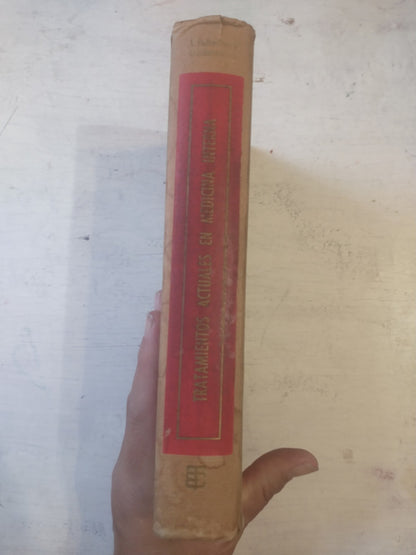 TRATAMIENTOS ACTUALES EN MEDICINA INTERNA